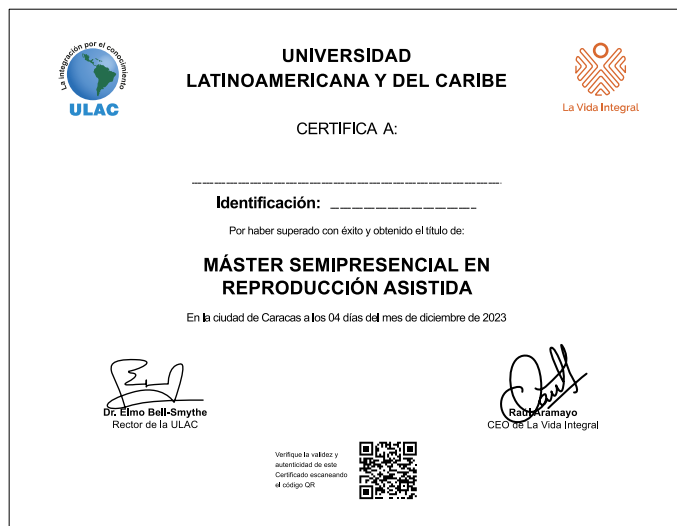 La integración por el conocimiento
ULAC
UNIVERSIDAD
LATINOAMERICANA Y DEL CARIBE
La Vida Integral
CERTIFICA A:
Identificación:
Por haber superado con éxito y obtenido el título de:
MÁSTER SEMIPRESENCIAL EN
REPRODUCCIÓN ASISTIDA
En la ciudad de Caracas a los 04 días del mes de diciembre de 2023
Dr. Elmo Bell-Smythe
Rector de la ULAC
Raúl Aramayo
CEO de La Vida Integral
Verifique la validez y
autenticidad de este
Certificado escaneando
el código QR